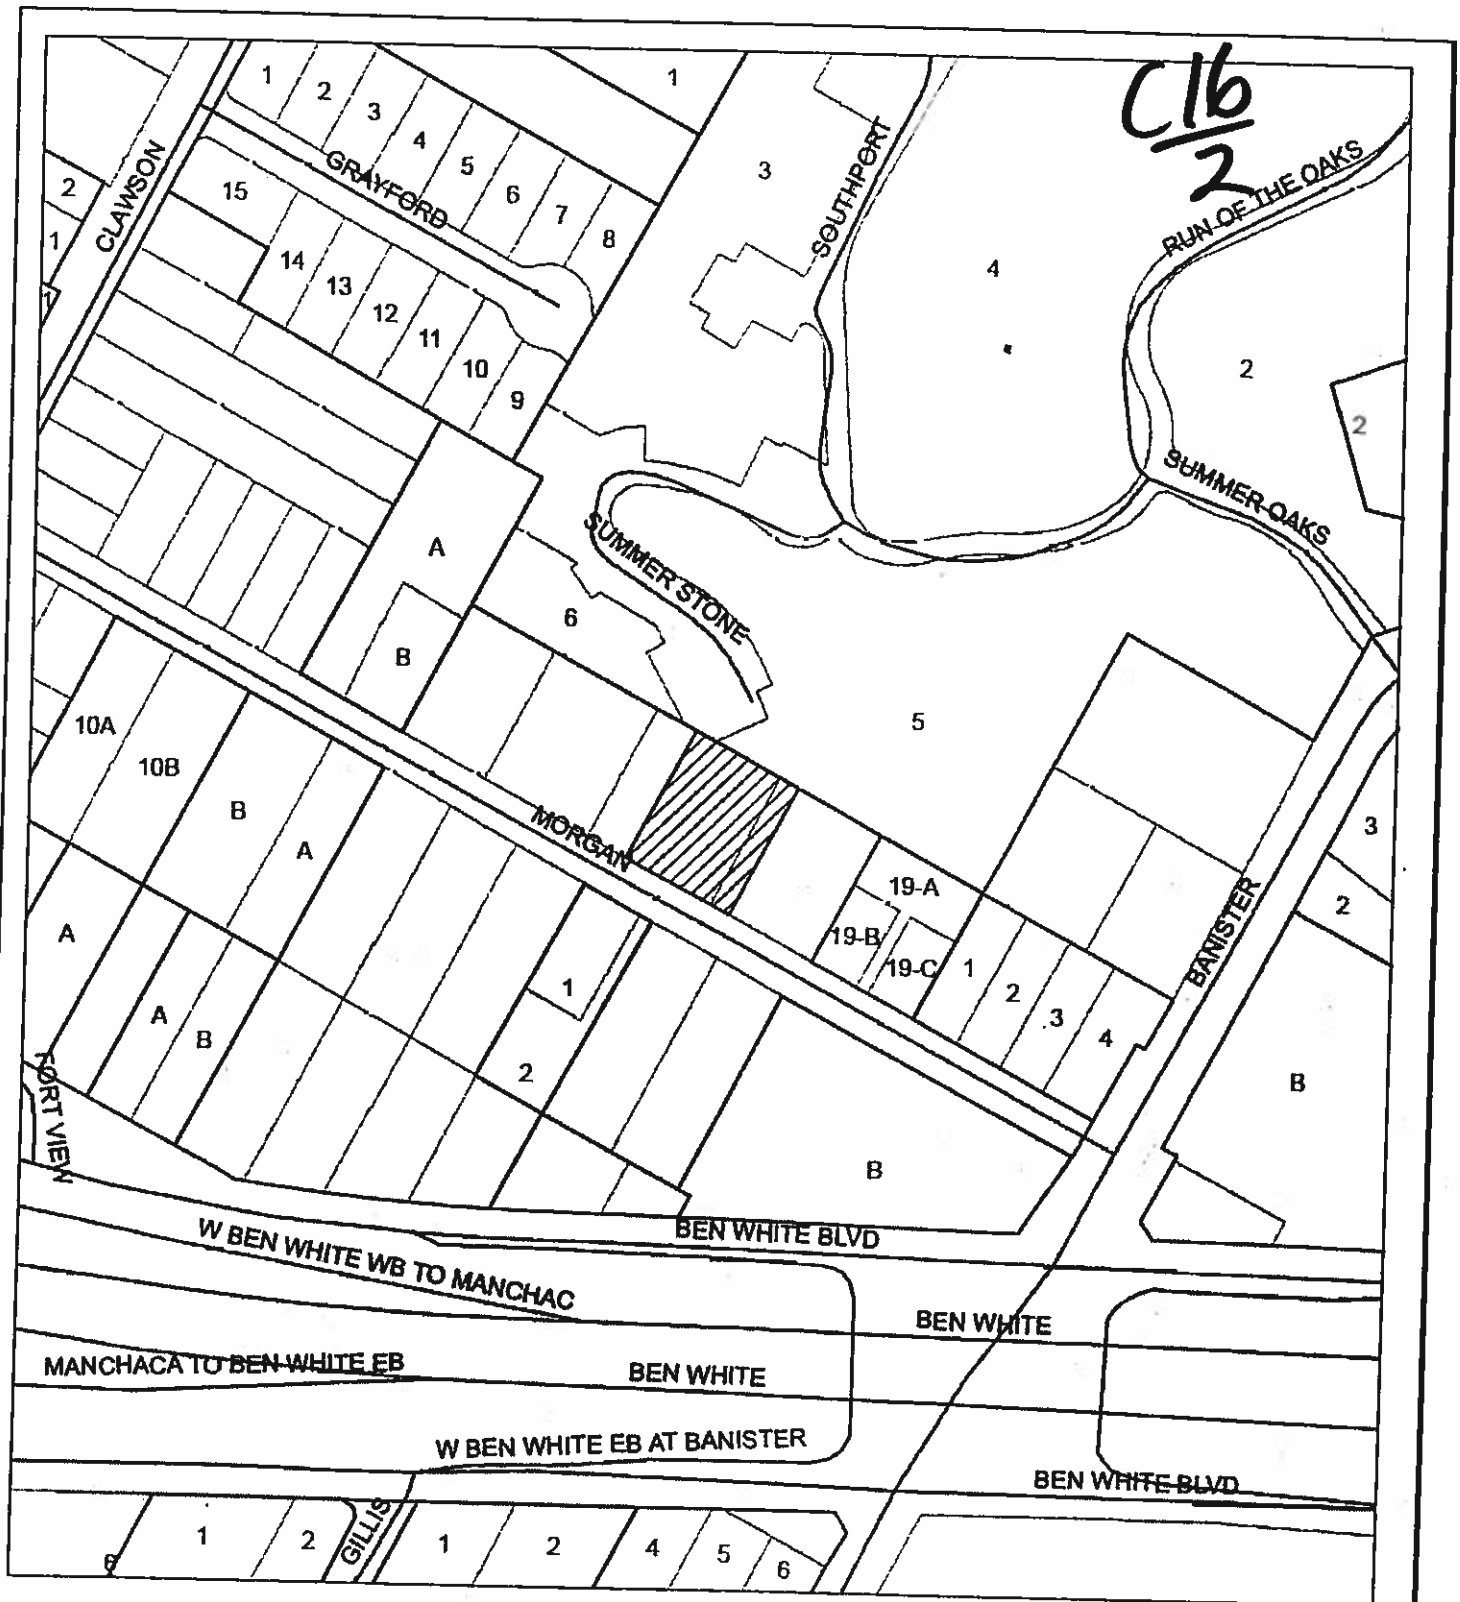 C16
2
1
1
2
3
4
5
6
7
8
GRAYFORD
CLAWSON
2
1
1
15
14
13
12
11
10
9
3
SOUTHPORT
4
RUN OF THE OAKS
2
2
SUMMER OAKS
SUMMER STONE
A
B
6
5
10A
10B
B
A
MORGAN
19-A
19-B
19-C
1
2
3
4
BANISTER
3
2
B
A
A
B
1
2
B
FORT VIEW
BEN WHITE BLVD
W BEN WHITE WB TO MANCHAC
BEN WHITE
MANCHACA TO BEN WHITE EB
BEN WHITE
W BEN WHITE EB AT BANISTER
BEN WHITE BLVD
6
1
2
GILLIS
1
2
4
5
6